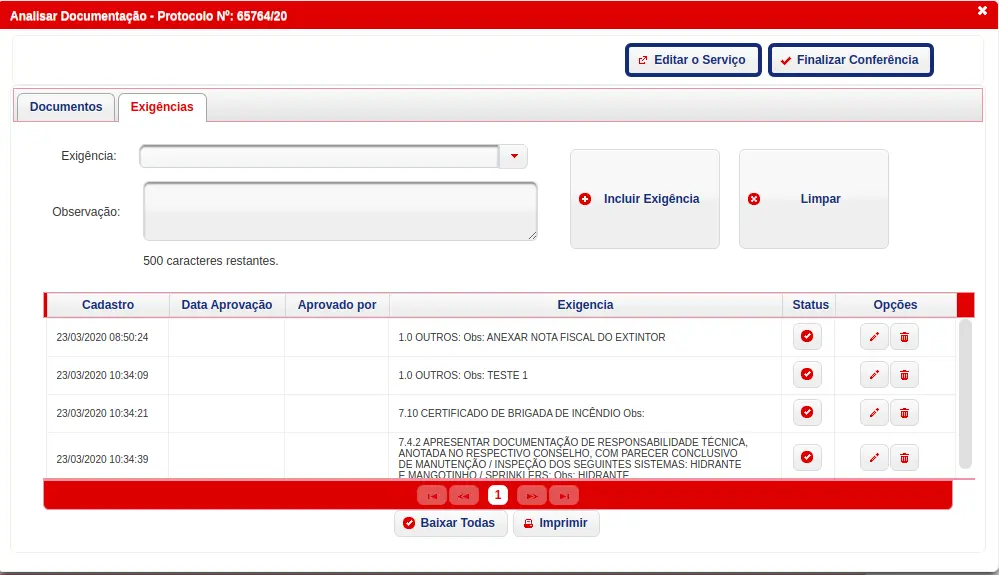 Analisar Documentação - Protocolo Nº: 65764/20
Editar o Serviço
Finalizar Conferência
Documentos
Exigências
Exigência:
Observação:
500 caracteres restantes.
Incluir Exigência
Limpar
Cadastro Data Aprovação Aprovado por Exigencia Status Opções
23/03/2020 08:50:24 1.0 OUTROS: Obs: ANEXAR NOTA FISCAL DO EXTINTOR
23/03/2020 10:34:09 1.0 OUTROS: Obs: TESTE 1
23/03/2020 10:34:21 7.10 CERTIFICADO DE BRIGADA DE INCÊNDIO Obs:
7.4.2 APRESENTAR DOCUMENTAÇÃO DE RESPONSABILIDADE TÉCNICA,
ANOTADA NO RESPECTIVO CONSELHO, COM PARECER CONCLUSIVO
23/03/2020 10:34:39 DE MANUTENÇÃO / INSPEÇÃO DOS SEGUINTES SISTEMAS: HIDRANTE
E MANGOTINHO / SPRINKLERS: Obs: HIDRANTE
1
Baixar Todas
Imprimir